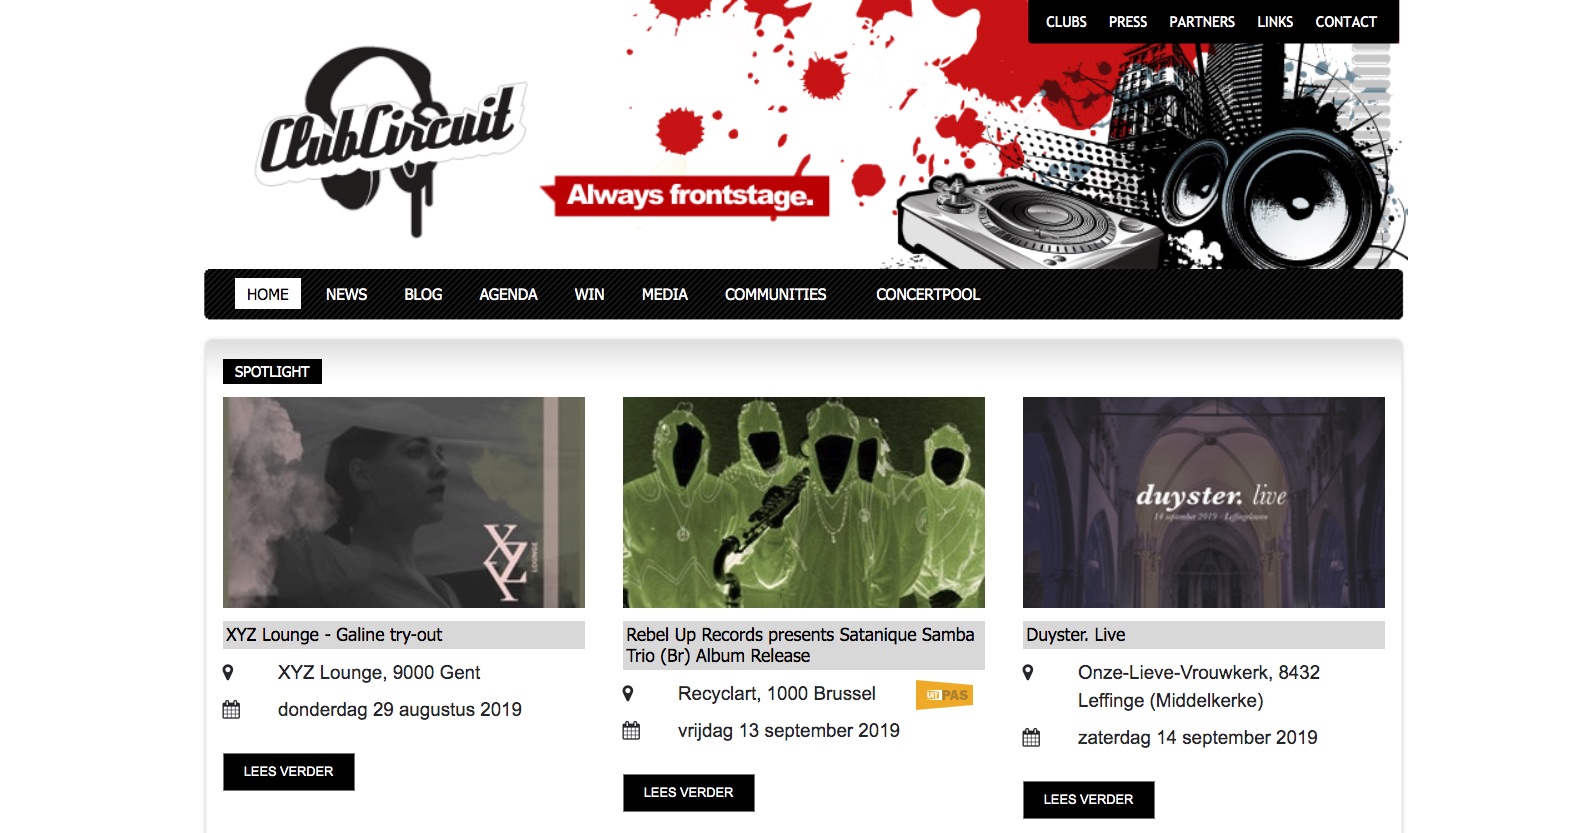 CLUBS PRESS PARTNERS LINKS CONTACT
ClubCircuit
Always frontstage.
HOME NEWS BLOG AGENDA WIN MEDIA COMMUNITIES CONCERTPOOL
SPOTLIGHT
XYZ
LOUNGE
XYZ Lounge - Galine try-out
XYZ Lounge, 9000 Gent
donderdag 29 augustus 2019
LEES VERDER
Rebel Up Records presents Satanique Samba
Trio (Br) Album Release
Recyclart, 1000 Brussel
UiT PAS
vrijdag 13 september 2019
LEES VERDER
duyster. live
14 september 2019 - Leffingeleuren
Duyster. Live
Onze-Lieve-Vrouwkerk, 8432
Leffinge (Middelkerke)
zaterdag 14 september 2019
LEES VERDER